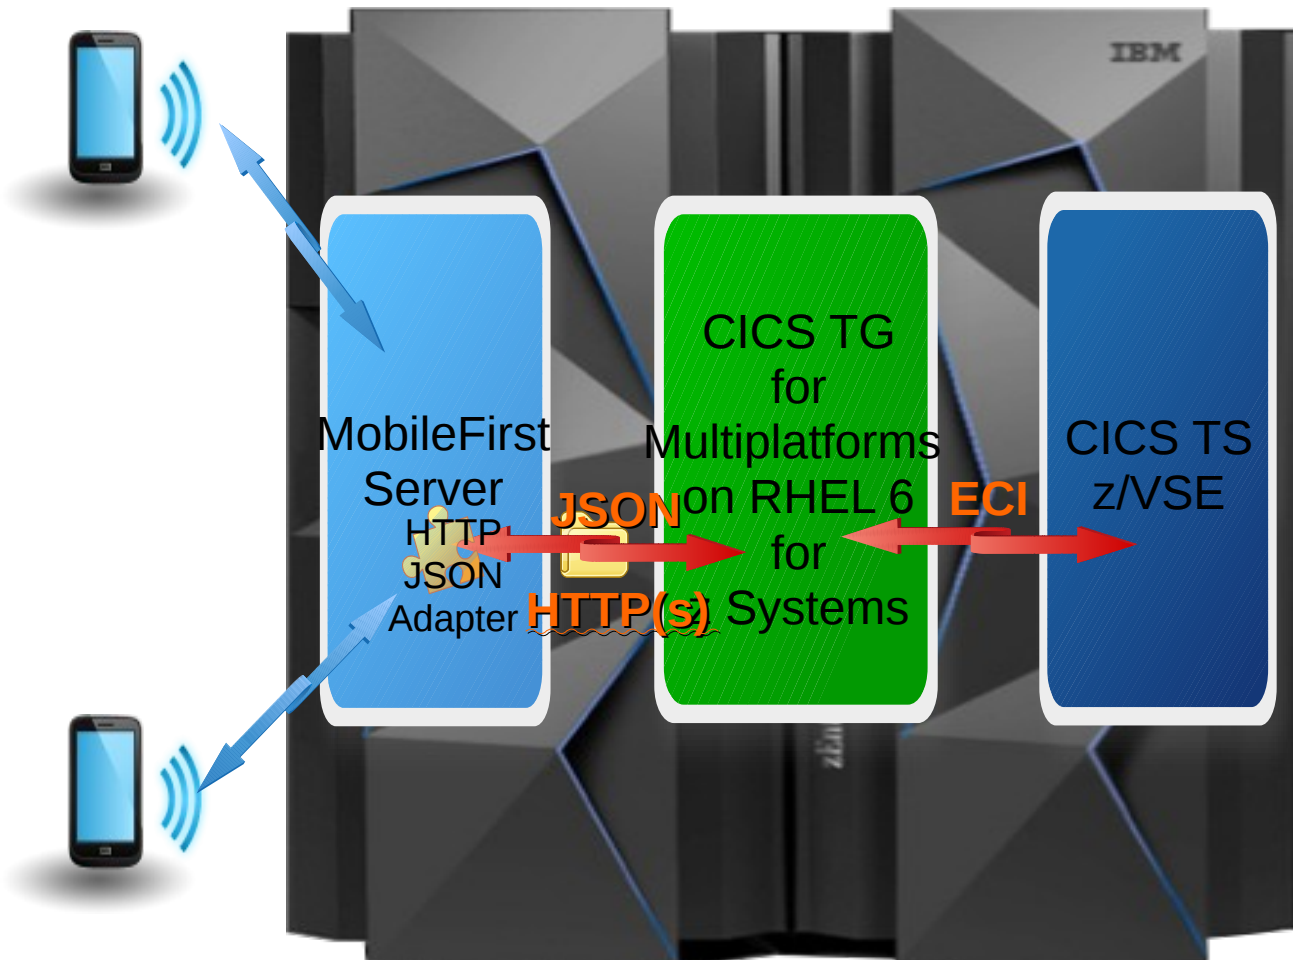 IBM
MobileFirst
Server
HTTP
JSON
Adapter
JSON
HTTP(s)
CICS TG
for
Multiplatforms
on RHEL 6
for
z Systems
ECI
CICS TS
z/VSE